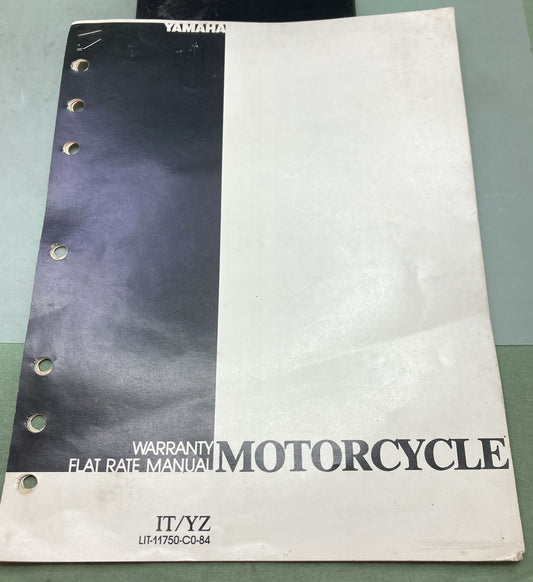 YAMAHA
WARRANTY
FLAT RATE MANUAL MOTORCYCLE
IT/YZ
LIT-11750-C0-84